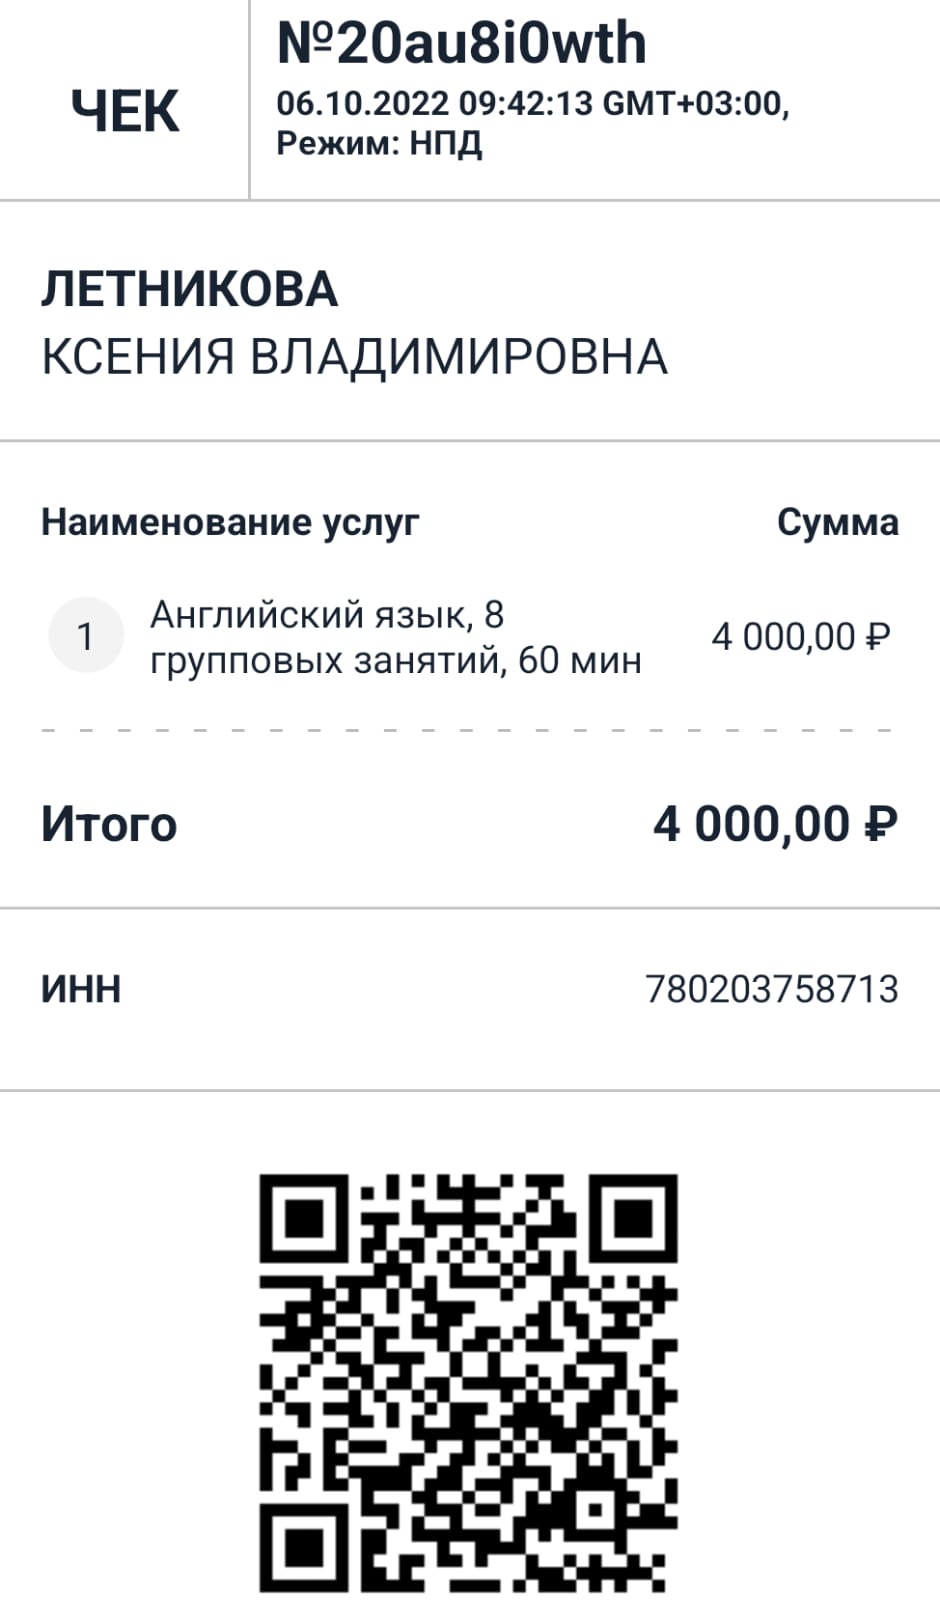 ЧЕК
№20au8i0wth
06.10.2022 09:42:13 GMT+03:00,
Режим: НПД
ЛЕТНИКОВА
КСЕНИЯ ВЛАДИМИРОВНА
Наименование услуг Сумма
1 Английский язык, 8
групповых занятий, 60 мин 4 000,00 ₽
Итого 4 000,00 ₽
ИНН 780203758713